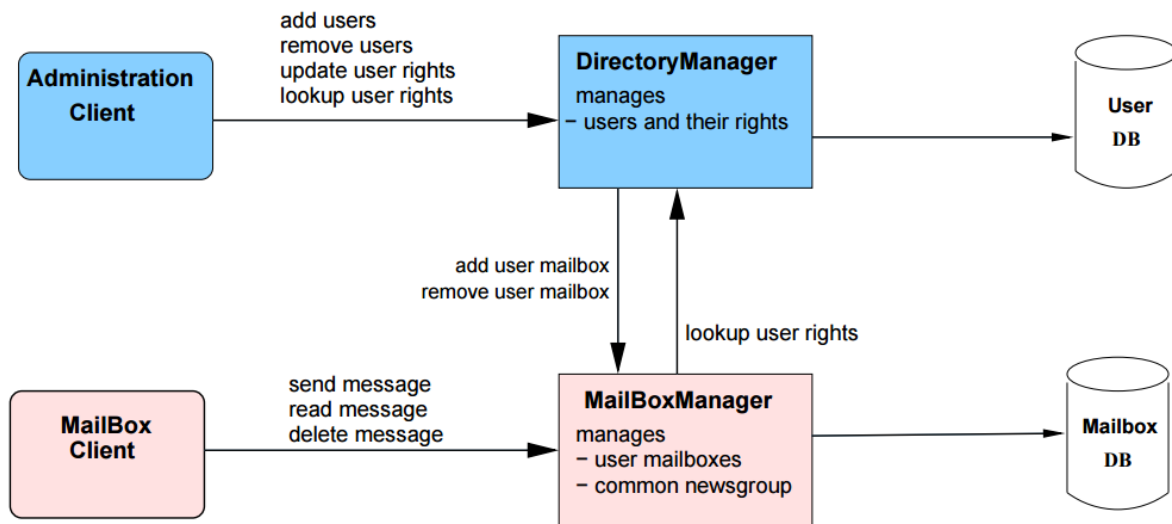 add users
remove users
update user rights
lookup user rights
Administration
Client
DirectoryManager
manages
− users and their rights
User
DB
add user mailbox
remove user mailbox
lookup user rights
send message
read message
delete message
MailBox
Client
MailBoxManager
manages
− user mailboxes
− common newsgroup
Mailbox
DB